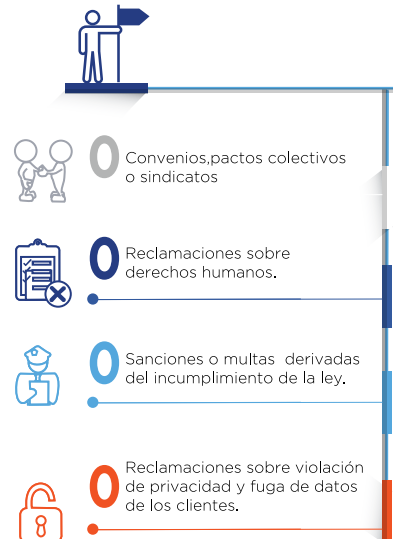 0 Convenios,pactos colectivos
o sindicatos
0 Reclamaciones sobre
derechos humanos.
0 Sanciones o multas derivadas
del incumplimiento de la ley.
0 Reclamaciones sobre violación
de privacidad y fuga de datos
de los clientes.